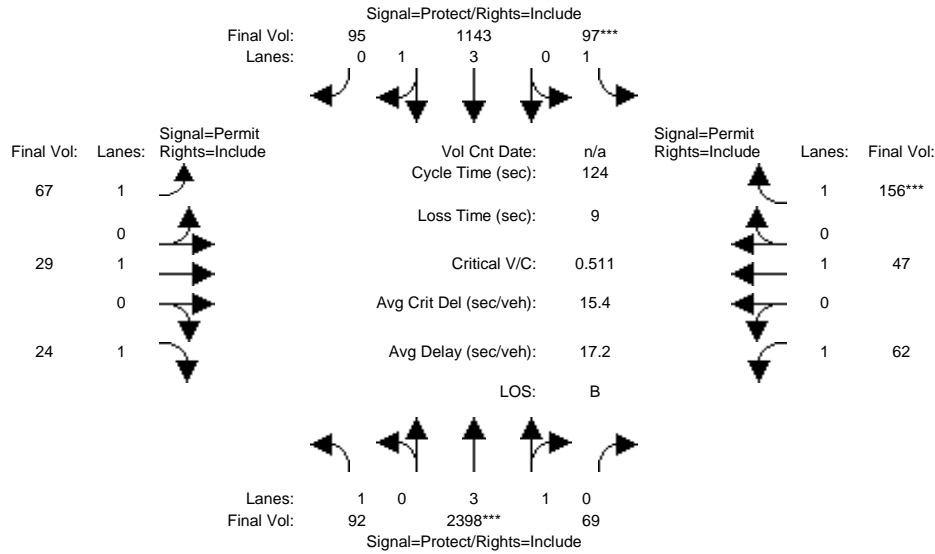 Signal=Protect/Rights=Include
Final Vol: 95 1143 97***
Lanes: 0 1 3 0 1
Signal=Permit
Final Vol: Lanes: Rights=Include
Vol Cnt Date: n/a
Signal=Permit
Rights=Include Lanes: Final Vol:
Cycle Time (sec): 124
67 1
1 156***
Loss Time (sec): 9
0
0
29 1
Critical V/C: 0.511
1 47
0
Avg Crit Del (sec/veh): 15.4
0
24 1
Avg Delay (sec/veh): 17.2
1 62
LOS: B
Lanes: 1 0 3 1 0
Final Vol: 92 2398*** 69
Signal=Protect/Rights=Include